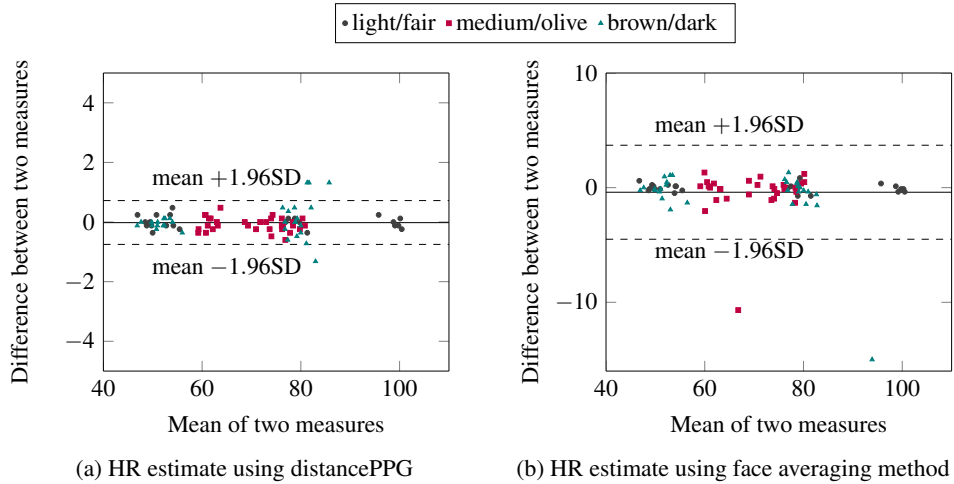 light/fair medium/olive brown/dark
Difference between two measures
4
2
0
−2
−4
mean +1.96SD
mean −1.96SD
40 60 80 100
Mean of two measures
(a) HR estimate using distancePPG
Difference between two measures
10
0
−10
mean +1.96SD
mean −1.96SD
40 60 80 100
Mean of two measures
(b) HR estimate using face averaging method